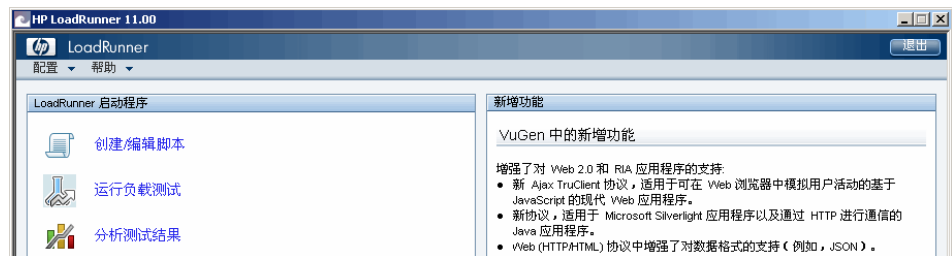 HP LoadRunner 11.00
hp LoadRunner
退出
配置 帮助
LoadRunner 启动程序
创建/编辑脚本
运行负载测试
分析测试结果
新增功能
VuGen 中的新增功能
增强了对 Web 2.0 和 RIA 应用程序的支持:
• 新 Ajax TruClient 协议，适用于可在 Web 浏览器中模拟用户活动的基于
JavaScript 的现代 Web 应用程序。
• 新协议，适用于 Microsoft Silverlight 应用程序以及通过 HTTP 进行通信的
Java 应用程序。
• Web (HTTP/HTML) 协议中增强了对数据格式的支持（例如，JSON）。